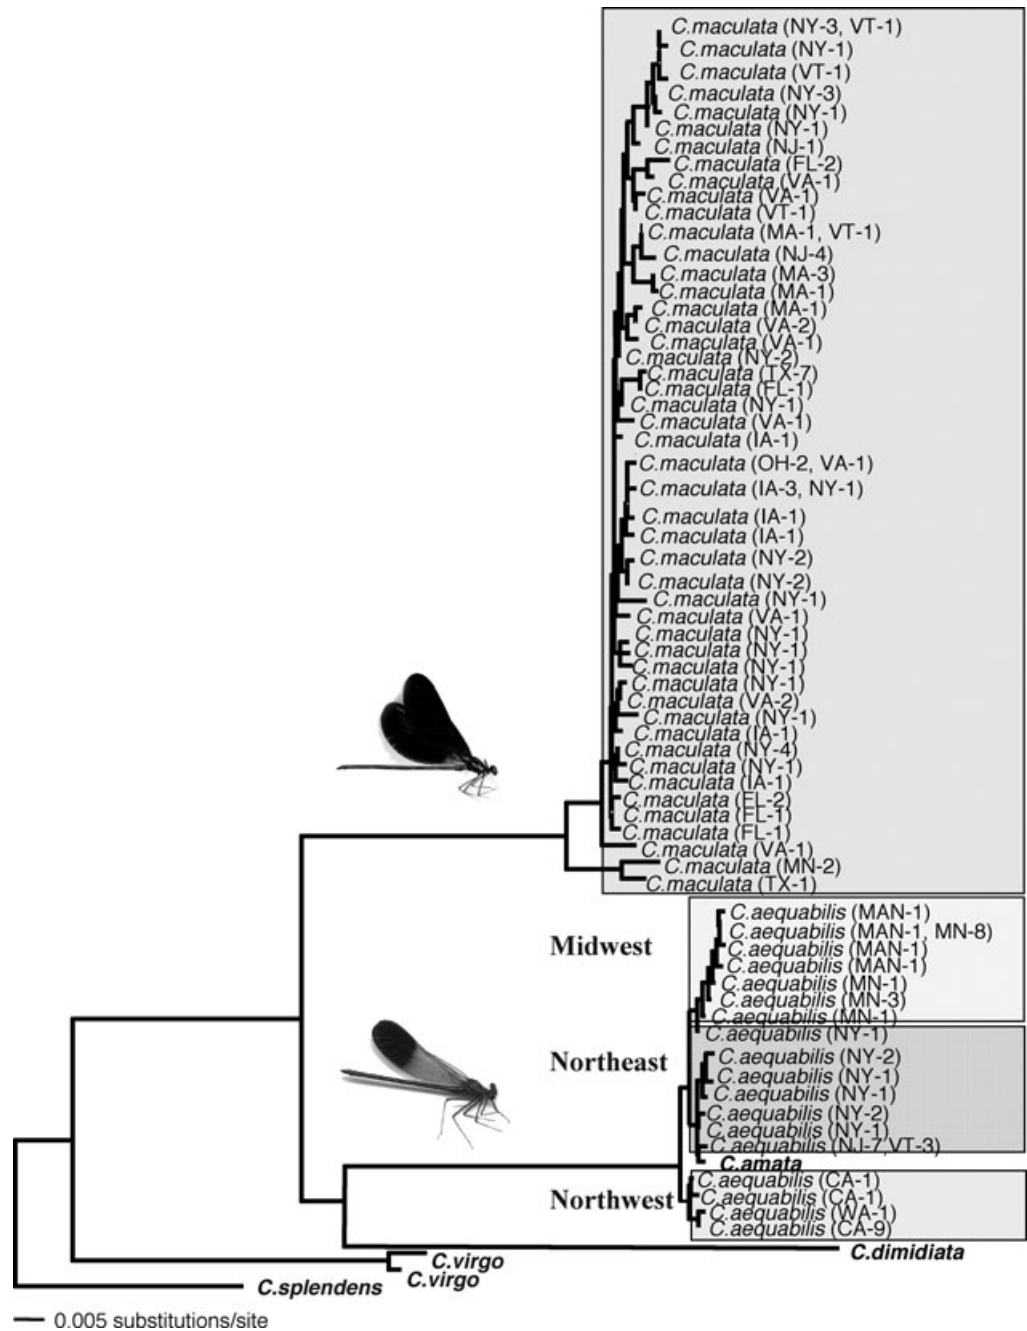 C.maculata (NY-3, VT-1)
C.maculata (NY-1)
C.maculata (VT-1)
C.maculata (NY-3)
C.maculata (NY-1)
C.maculata (NY-1)
C.maculata (NJ-1)
C.maculata (FL-2)
C.maculata (VA-1)
C.maculata (VA-1)
C.maculata (VT-1)
C.maculata (MA-1, VT-1)
C.maculata (NJ-4)
C.maculata (MA-3)
C.maculata (MA-1)
C.maculata (MA-1)
C.maculata (VA-2)
C.maculata (VA-1)
C.maculata (NY-2)
C.maculata (TX-7)
C.maculata (FL-1)
C.maculata (NY-1)
C.maculata (VA-1)
C.maculata (IA-1)
C.maculata (OH-2, VA-1)
C.maculata (IA-3, NY-1)
C.maculata (IA-1)
C.maculata (IA-1)
C.maculata (NY-2)
C.maculata (NY-2)
C.maculata (NY-1)
C.maculata (VA-1)
C.maculata (NY-1)
C.maculata (NY-1)
C.maculata (NY-1)
C.maculata (NY-1)
C.maculata (VA-2)
C.maculata (NY-1)
C.maculata (IA-1)
C.maculata (NY-4)
C.maculata (NY-1)
C.maculata (IA-1)
C.maculata (FL-2)
C.maculata (FL-1)
C.maculata (FL-1)
C.maculata (VA-1)
C.maculata (MN-2)
C.maculata (TX-1)
Midwest
C.aequabilis (MAN-1)
C.aequabilis (MAN-1, MN-8)
C.aequabilis (MAN-1)
C.aequabilis (MAN-1)
C.aequabilis (MN-1)
C.aequabilis (MN-3)
C.aequabilis (MN-1)
Northeast
C.aequabilis (NY-1)
C.aequabilis (NY-2)
C.aequabilis (NY-1)
C.aequabilis (NY-1)
C.aequabilis (NY-2)
C.aequabilis (NY-1)
C.aequabilis (NJ-7,VT-3)
C.amata
Northwest
C.aequabilis (CA-1)
C.aequabilis (CA-1)
C.aequabilis (WA-1)
C.aequabilis (CA-9)
C.dimidiata
C.virgo
C.virgo
C.splendens
0.005 substitutions/site